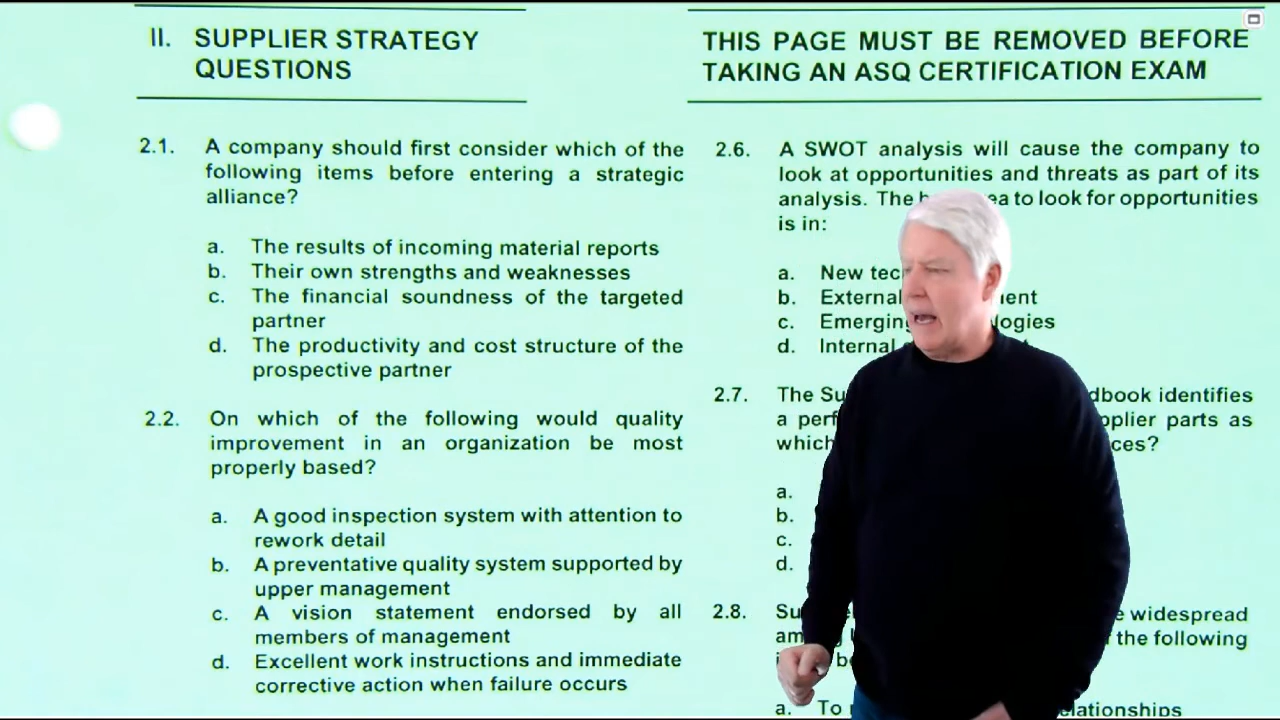 II. SUPPLIER STRATEGY
QUESTIONS
2.1. A company should first consider which of the
following items before entering a strategic
alliance?
a. The results of incoming material reports
b. Their own strengths and weaknesses
c. The financial soundness of the targeted
partner
d. The productivity and cost structure of the
prospective partner
2.2. On which of the following would quality
improvement in an organization be most
properly based?
a. A good inspection system with attention to
rework detail
b. A preventative quality system supported by
upper management
c. A vision statement endorsed by all
members of management
d. Excellent work instructions and immediate
corrective action when failure occurs
THIS PAGE MUST BE REMOVED BEFORE
TAKING AN ASQ CERTIFICATION EXAM
2.6. A SWOT analysis will cause the company to
look at opportunities and threats as part of its
analysis. The to look for opportunities
is in:
a. New
b. External
c.
d. Internal
2.7. The identifies
a parts as
which
a.
b.
c.
d.
2.8. widespread
the following
a. To